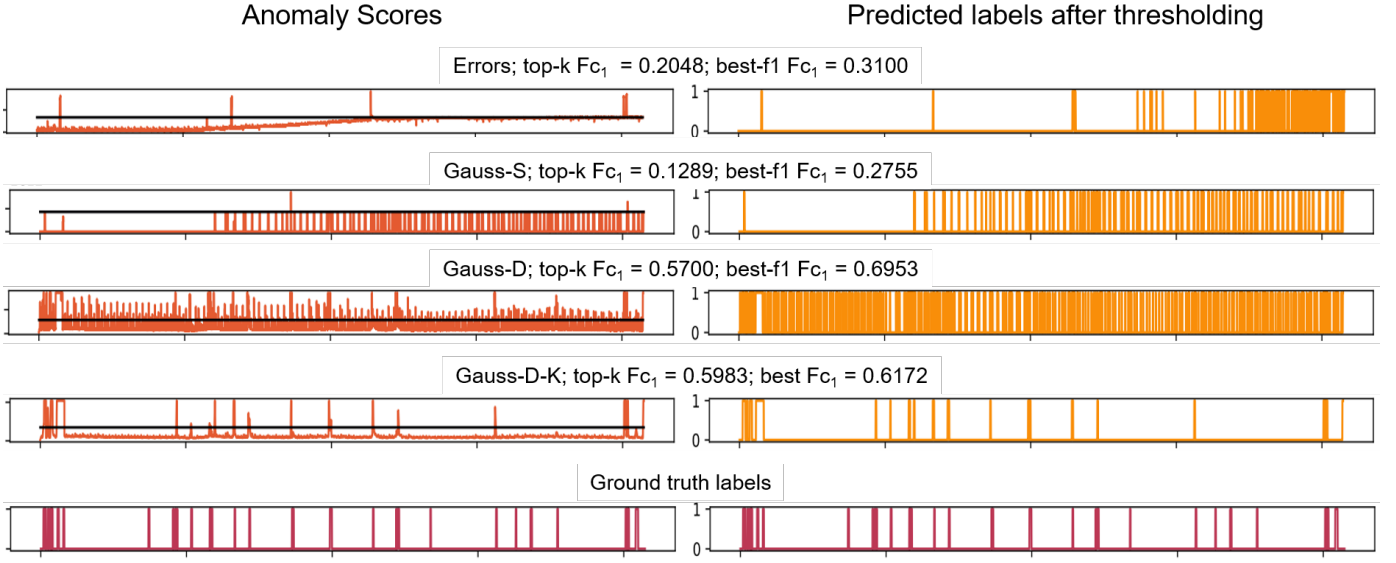 Anomaly Scores
Predicted labels after thresholding
Errors; top-k Fc₁ = 0.2048; best-f1 Fc₁ = 0.3100
1
0
Gauss-S; top-k Fc₁ = 0.1289; best-f1 Fc₁ = 0.2755
1
0
Gauss-D; top-k Fc₁ = 0.5700; best-f1 Fc₁ = 0.6953
1
0
Gauss-D-K; top-k Fc₁ = 0.5983; best Fc₁ = 0.6172
1
0
Ground truth labels
1
0